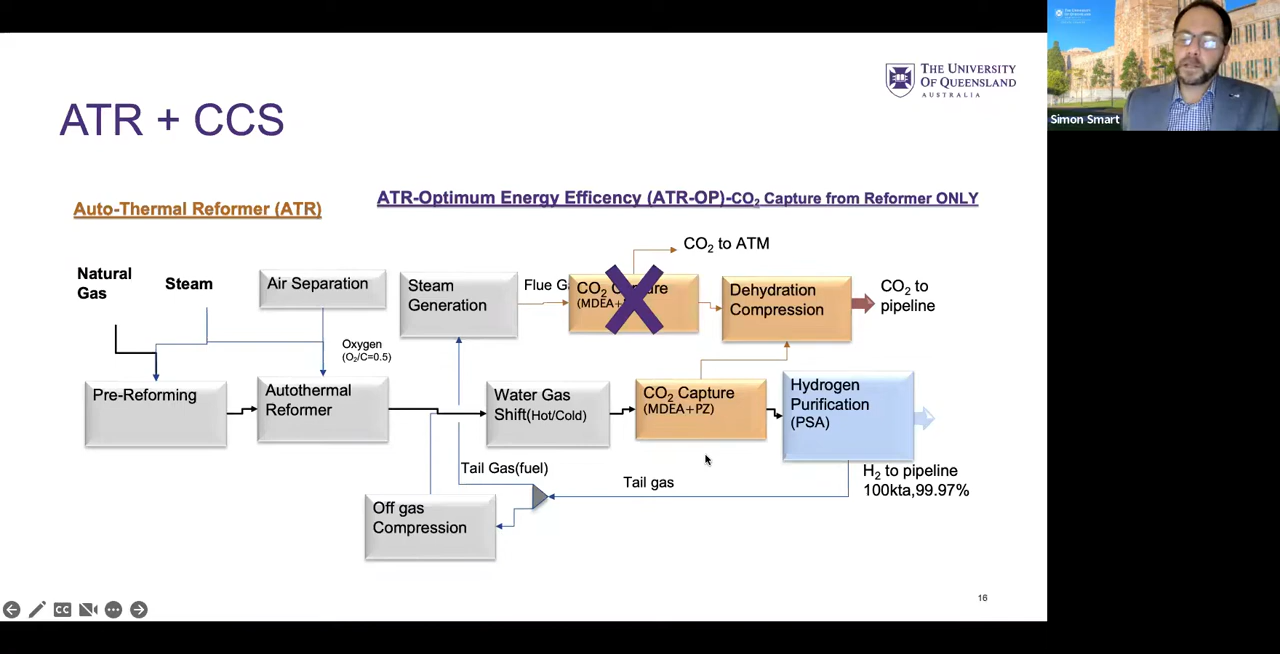 THE UNIVERSITY
OF QUEENSLAND
AUSTRALIA
Simon Smart
ATR + CCS
Auto-Thermal Reformer (ATR)
ATR-Optimum Energy Efficency (ATR-OP)-CO2 Capture from Reformer ONLY
CO2 to ATM
Natural
Gas
Steam
Air Separation
Steam
Generation
Flue
CO2
(MDEA+
Dehydration
Compression
CO2 to
pipeline
Oxygen
(O2/C=0.5)
Pre-Reforming
Autothermal
Reformer
Water Gas
Shift(Hot/Cold)
CO2 Capture
(MDEA+PZ)
Hydrogen
Purification
(PSA)
Tail Gas(fuel)
Tail gas
H2 to pipeline
100kta,99.97%
Off gas
Compression
16
CC